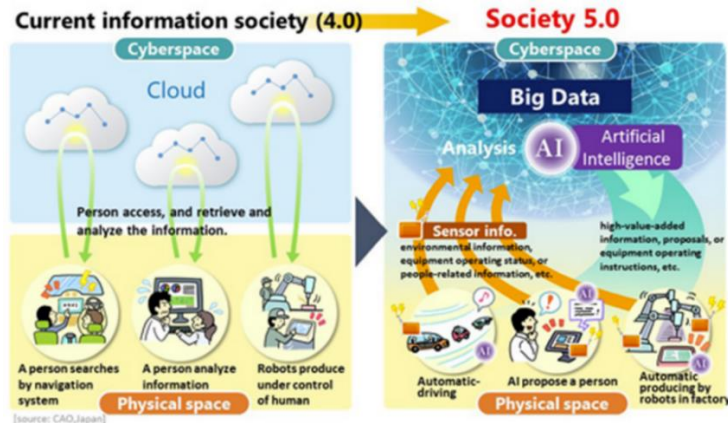 Current information society (4.0)
Society 5.0
Cyberspace
Cloud
Person access, and retrieve and
analyze the information.
A person searches
by navigation
system
A person analyze
information
Robots produce
under control
of human
Physical space
[source: CAO,Japan]
Cyberspace
Big Data
Analysis
AI
Artificial
Intelligence
Sensor info.
environmental information,
equipment operating status, or
people-related information, etc.
high-value-added
information, proposals, or
equipment operating
instructions, etc.
AI
AI
AI
Automatic-
driving
AI propose a person
Automatic
producing by
robots in factory
Physical space